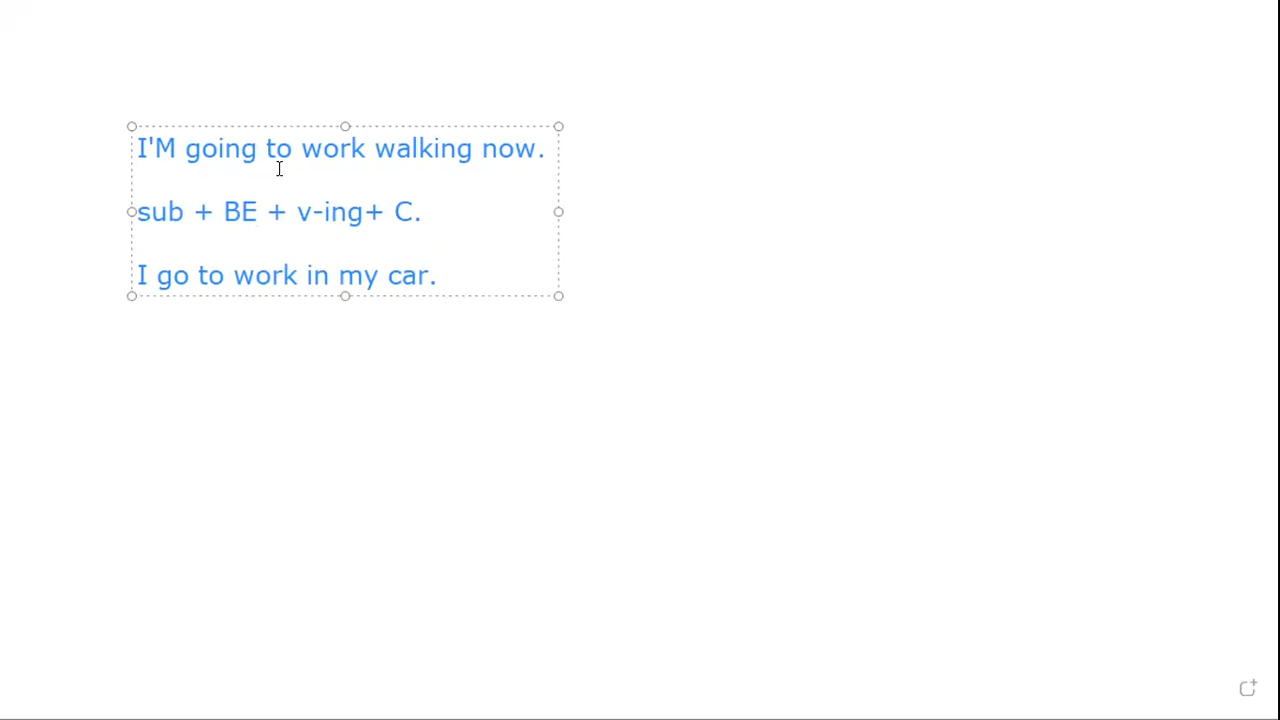 I'M going to work walking now.
sub + BE + v-ing+ C.
I go to work in my car.